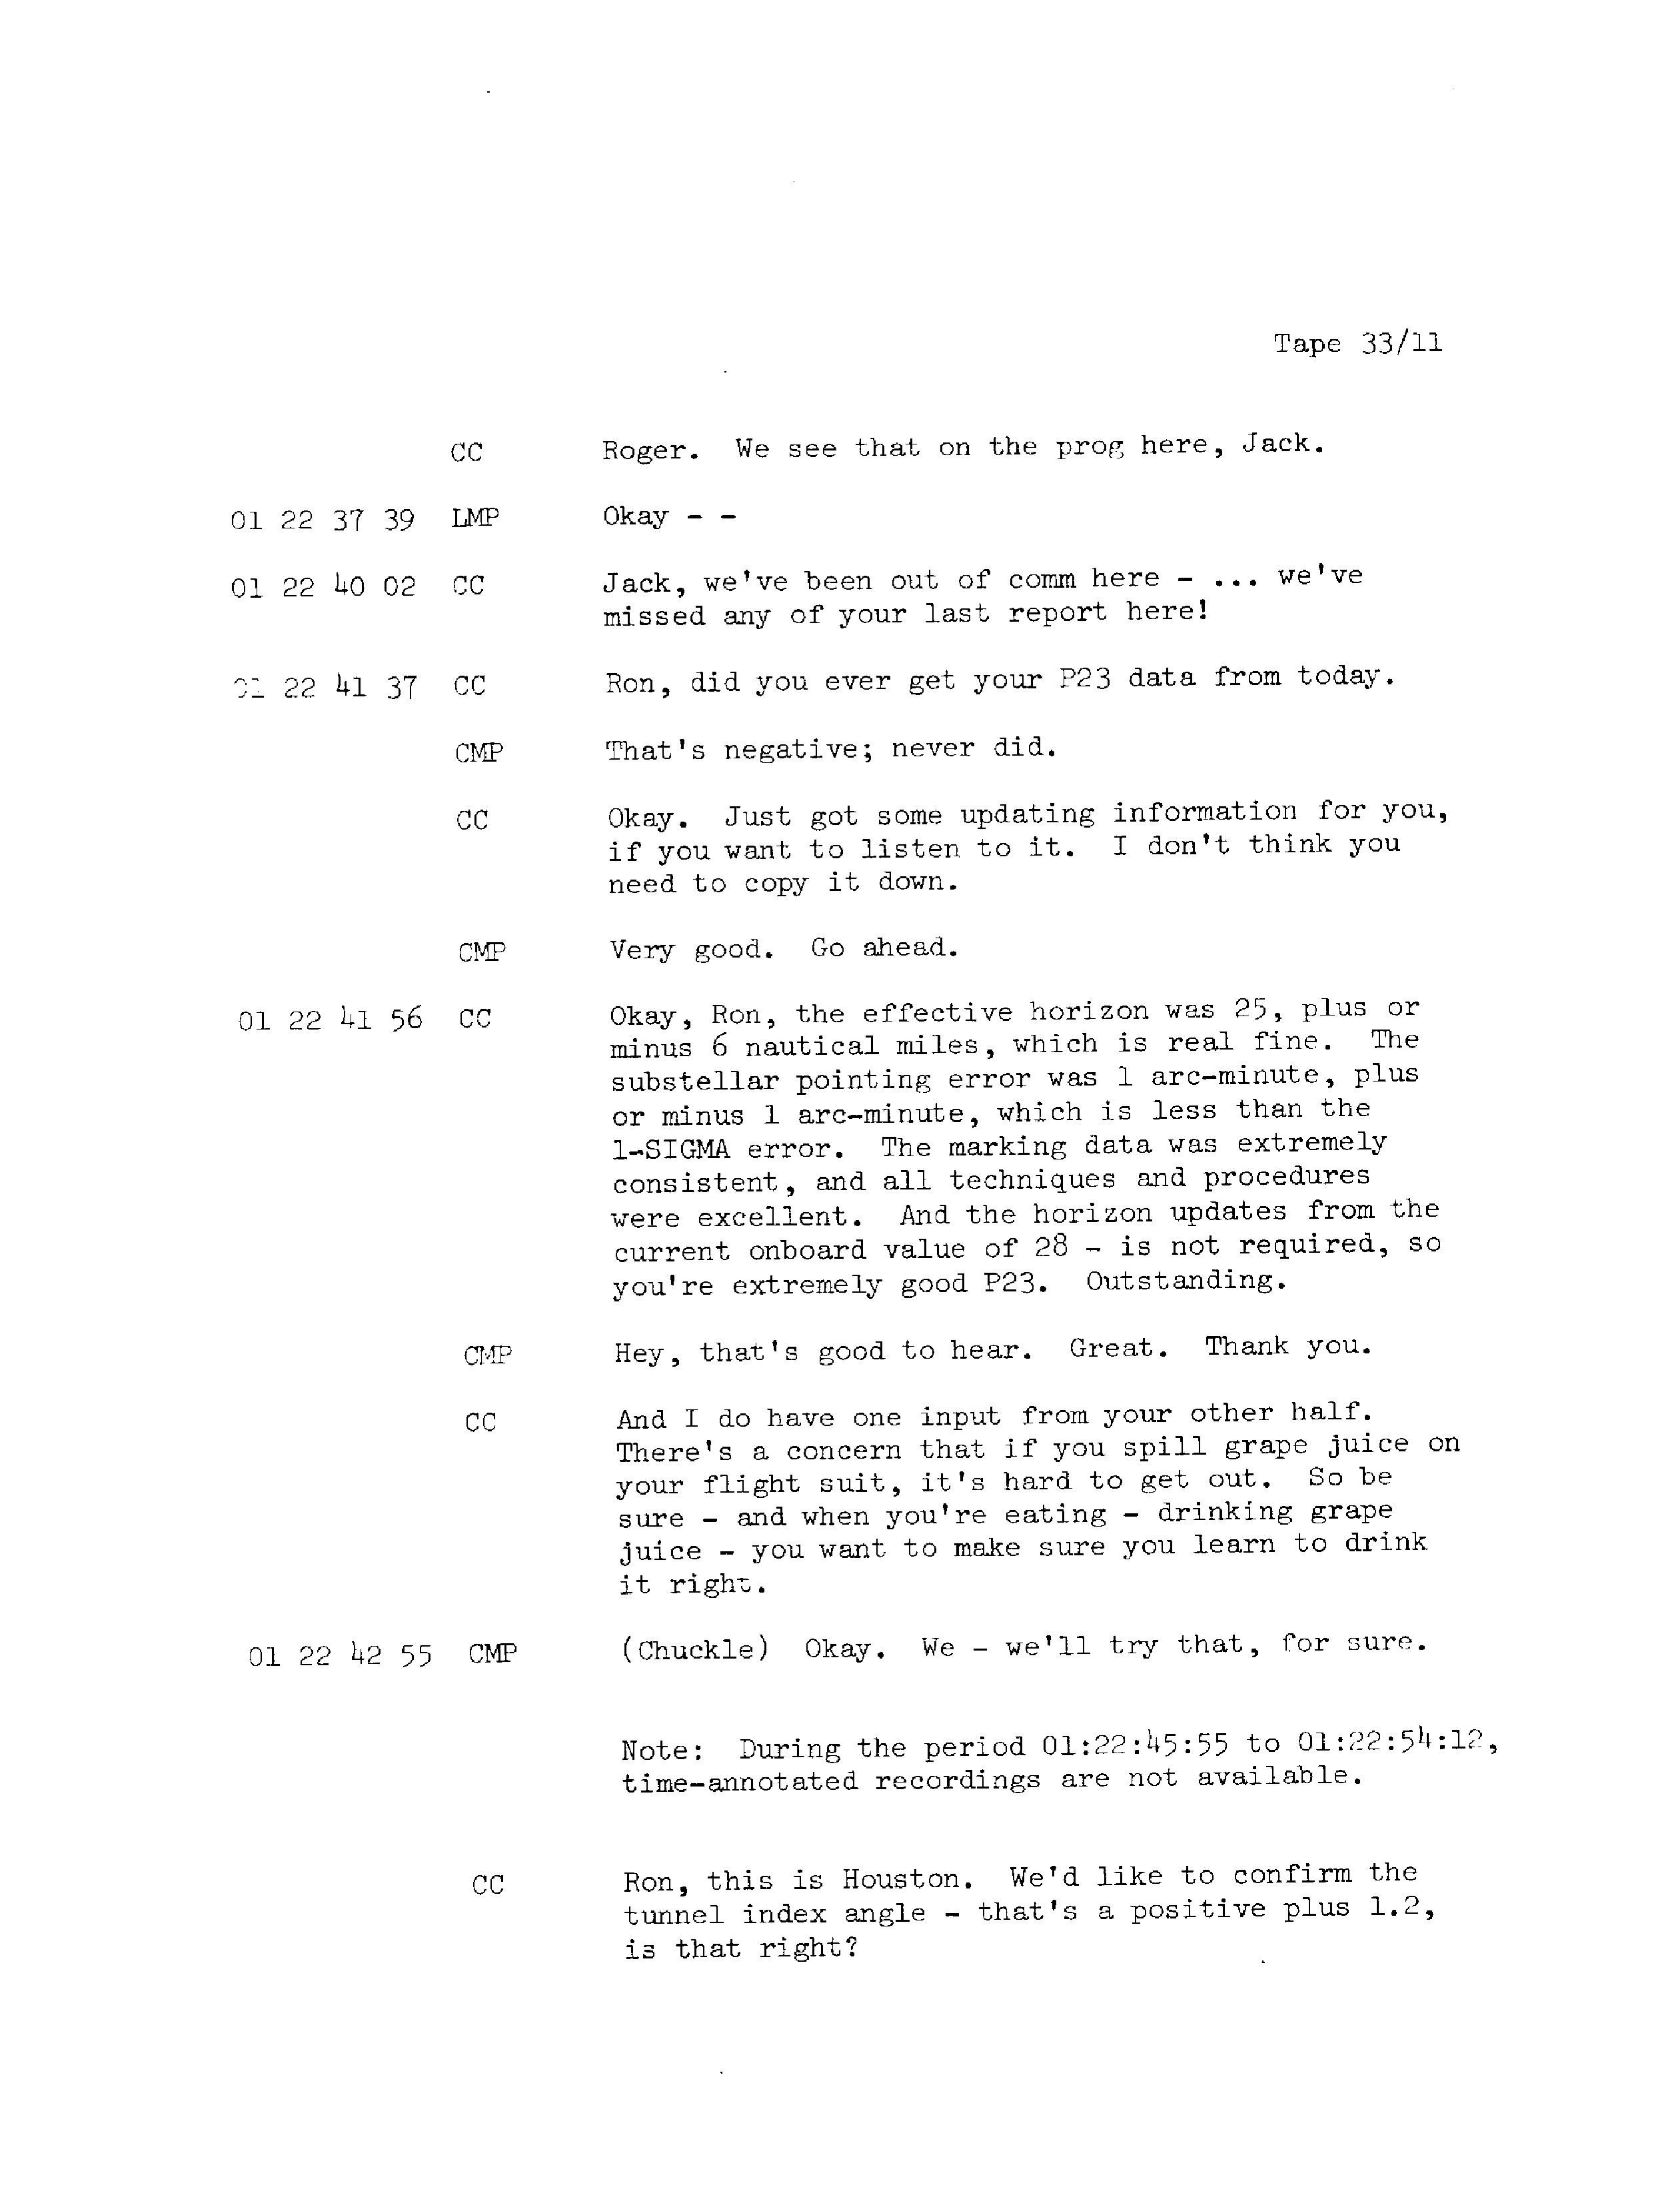 Tape 33/11
CC Roger. We see that on the prog here, Jack.
01 22 37 39 LMP Okay - -
01 22 40 02 CC Jack, we've been out of comm here - ... we've
missed any of your last report here!
01 22 41 37 CC Ron, did you ever get your P23 data from today.
CMP That's negative; never did.
CC Okay. Just got some updating information for you,
if you want to listen to it. I don't think you
need to copy it down.
CMP Very good. Go ahead.
01 22 41 56 CC Okay, Ron, the effective horizon was 25, plus or
minus 6 nautical miles, which is real fine. The
substellar pointing error was 1 arc-minute, plus
or minus 1 arc-minute, which is less than the
1-SIGMA error. The marking data was extremely
consistent, and all techniques and procedures
were excellent. And the horizon updates from the
current onboard value of 28 - is not required, so
you're extremely good P23. Outstanding.
CMP Hey, that's good to hear. Great. Thank you.
CC And I do have one input from your other half.
There's a concern that if you spill grape juice on
your flight suit, it's hard to get out. So be
sure - and when you're eating - drinking grape
juice - you want to make sure you learn to drink
it right.
01 22 42 55 CMP (Chuckle) Okay. We - we'll try that, for sure.
Note: During the period 01:22:45:55 to 01:22:54:12,
time-annotated recordings are not available.
CC Ron, this is Houston. We'd like to confirm the
tunnel index angle - that's a positive plus 1.2,
is that right?